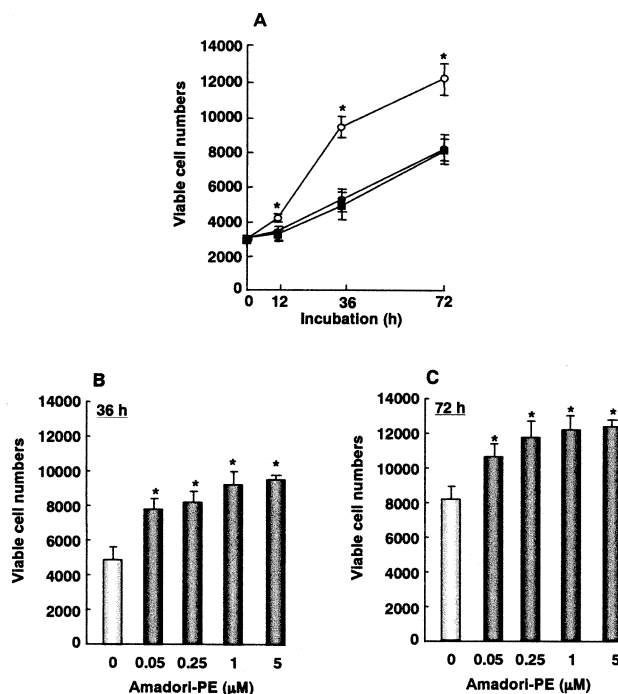 A
Viable cell numbers
14000
12000
10000
8000
6000
4000
2000
0
* * * *
0 12 36 72
Incubation (h)
B
36 h
Viable cell numbers
14000
12000
10000
8000
6000
4000
2000
0
* * * *
0 0.05 0.25 1 5
Amadori-PE (μM)
C
72 h
Viable cell numbers
14000
12000
10000
8000
6000
4000
2000
0
* * * *
0 0.05 0.25 1 5
Amadori-PE (μM)